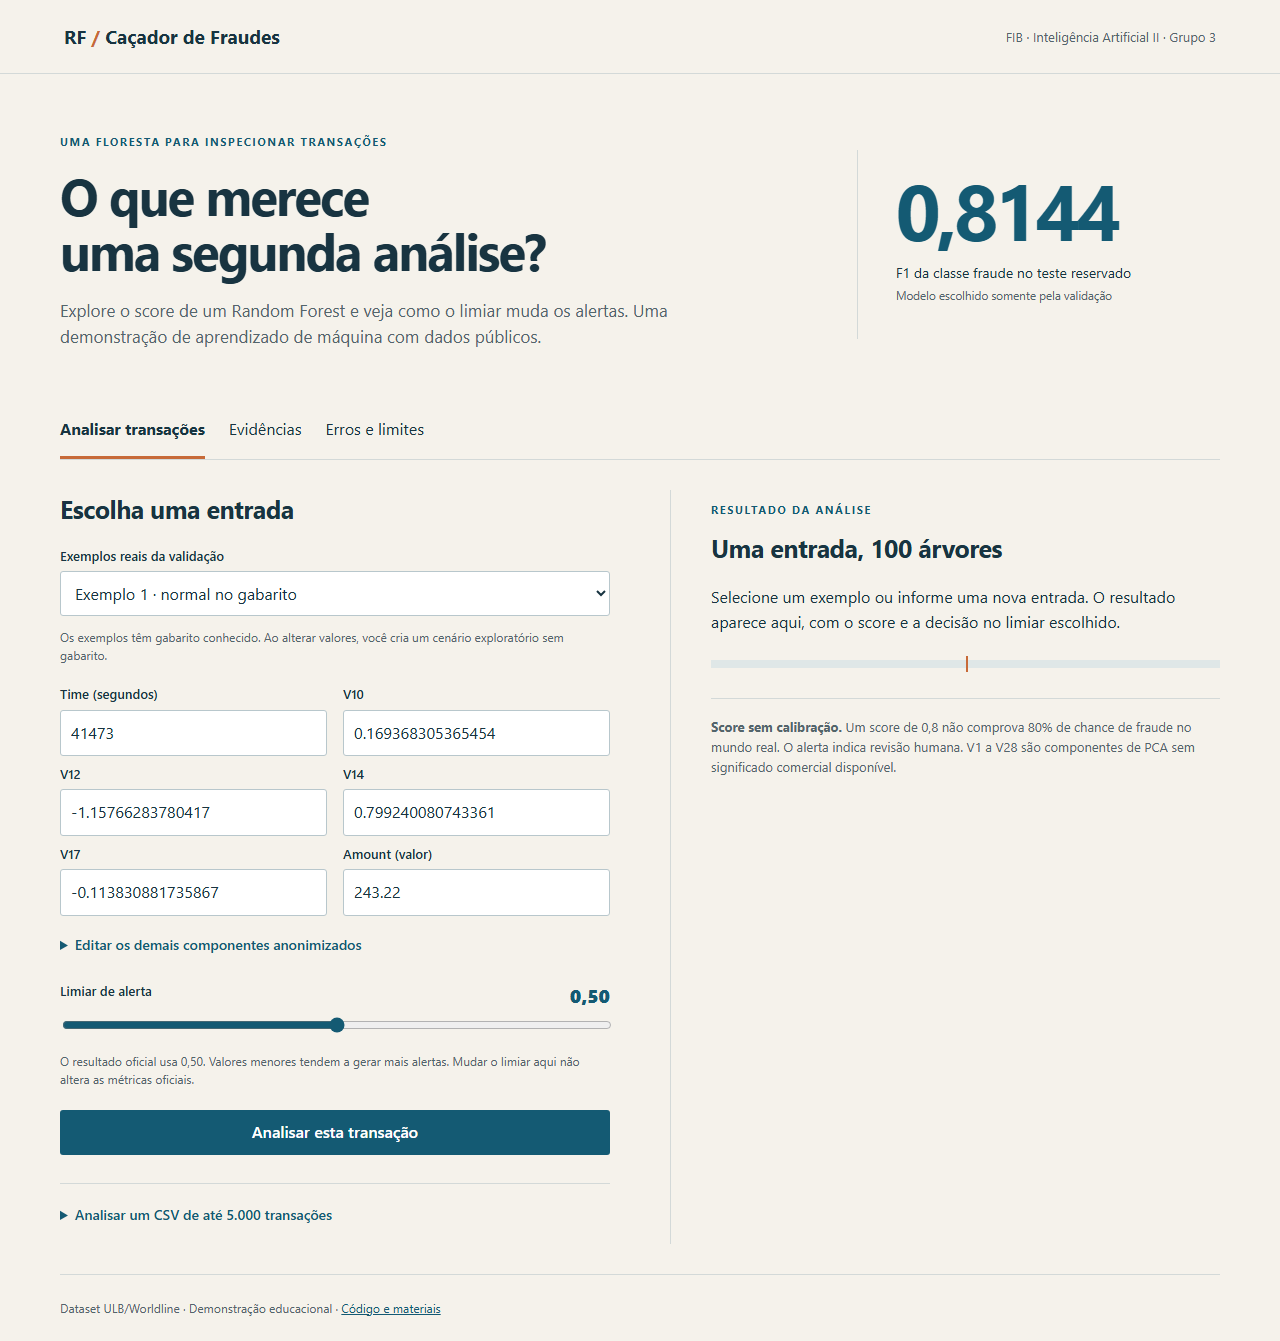 RF / Caçador de Fraudes
FIB · Inteligência Artificial II · Grupo 3
UMA FLORESTA PARA INSPECIONAR TRANSAÇÕES
O que merece
uma segunda análise?
Explore o score de um Random Forest e veja como o limiar muda os alertas. Uma
demonstração de aprendizado de máquina com dados públicos.
0,8144
F1 da classe fraude no teste reservado
Modelo escolhido somente pela validação
Analisar transações
Evidências
Erros e limites
Escolha uma entrada
Exemplos reais da validação
Exemplo 1 · normal no gabarito
Os exemplos têm gabarito conhecido. Ao alterar valores, você cria um cenário exploratório sem
gabarito.
Time (segundos)
V10
41473
0.169368305365454
V12
V14
-1.15766283780417
0.799240080743361
V17
Amount (valor)
-0.113830881735867
243.22
Editar os demais componentes anonimizados
Limiar de alerta
0,50
O resultado oficial usa 0,50. Valores menores tendem a gerar mais alertas. Mudar o limiar aqui não
altera as métricas oficiais.
Analisar esta transação
Analisar um CSV de até 5.000 transações
RESULTADO DA ANÁLISE
Uma entrada, 100 árvores
Selecione um exemplo ou informe uma nova entrada. O resultado
aparece aqui, com o score e a decisão no limiar escolhido.
Score sem calibração. Um score de 0,8 não comprova 80% de chance de fraude no
mundo real. O alerta indica revisão humana. V1 a V28 são componentes de PCA sem
significado comercial disponível.
Dataset ULB/Worldline · Demonstração educacional · Código e materiais